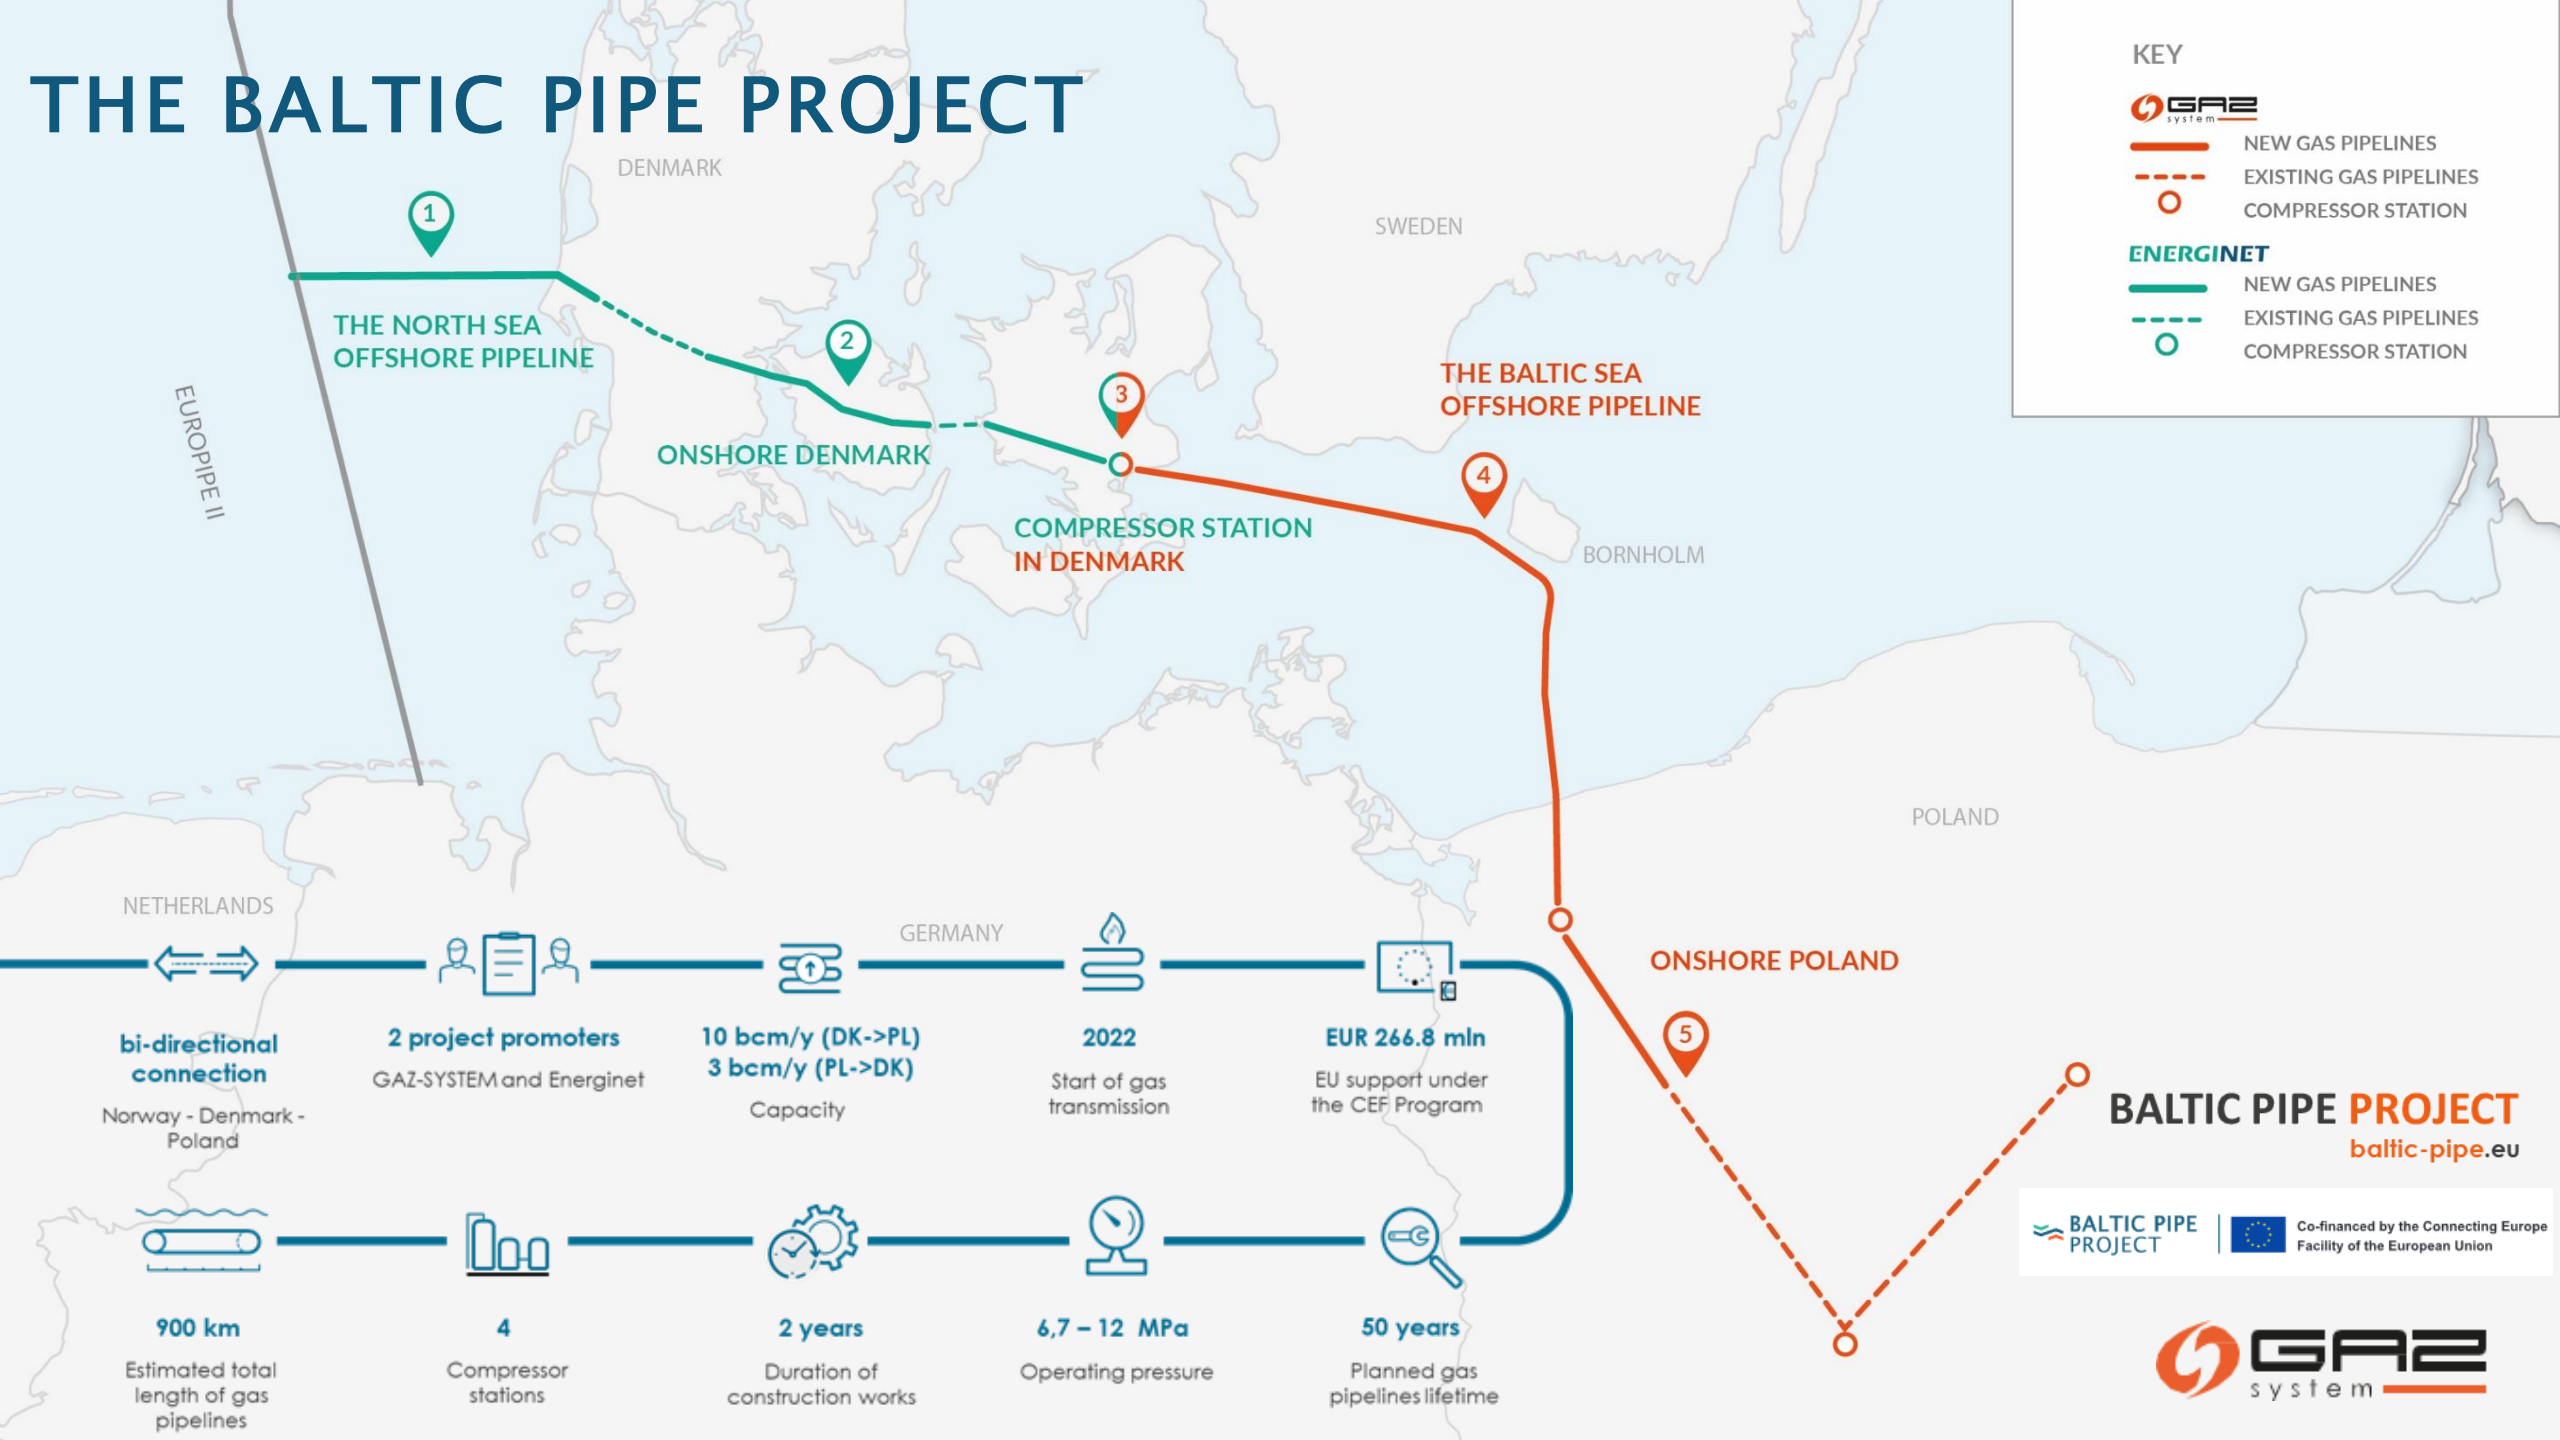 THE BALTIC PIPE PROJECT
KEY
GAZ
system
NEW GAS PIPELINES
EXISTING GAS PIPELINES
COMPRESSOR STATION
ENERGINET
NEW GAS PIPELINES
EXISTING GAS PIPELINES
COMPRESSOR STATION
DENMARK
SWEDEN
1
THE NORTH SEA
OFFSHORE PIPELINE
2
ONSHORE DENMARK
3
COMPRESSOR STATION
IN DENMARK
THE BALTIC SEA
OFFSHORE PIPELINE
4
BORNHOLM
EUROPIPE II
POLAND
NETHERLANDS
GERMANY
ONSHORE POLAND
5
bi-directional
connection
Norway - Denmark -
Poland
2 project promoters
GAZ-SYSTEM and Energinet
10 bcm/y (DK->PL)
3 bcm/y (PL->DK)
Capacity
2022
Start of gas
transmission
EUR 266.8 mln
EU support under
the CEF Program
900 km
Estimated total
length of gas
pipelines
4
Compressor
stations
2 years
Duration of
construction works
6,7 – 12 MPa
Operating pressure
50 years
Planned gas
pipelines lifetime
BALTIC PIPE PROJECT
baltic-pipe.eu
BALTIC PIPE
PROJECT
Co-financed by the Connecting Europe
Facility of the European Union
GAZ
system